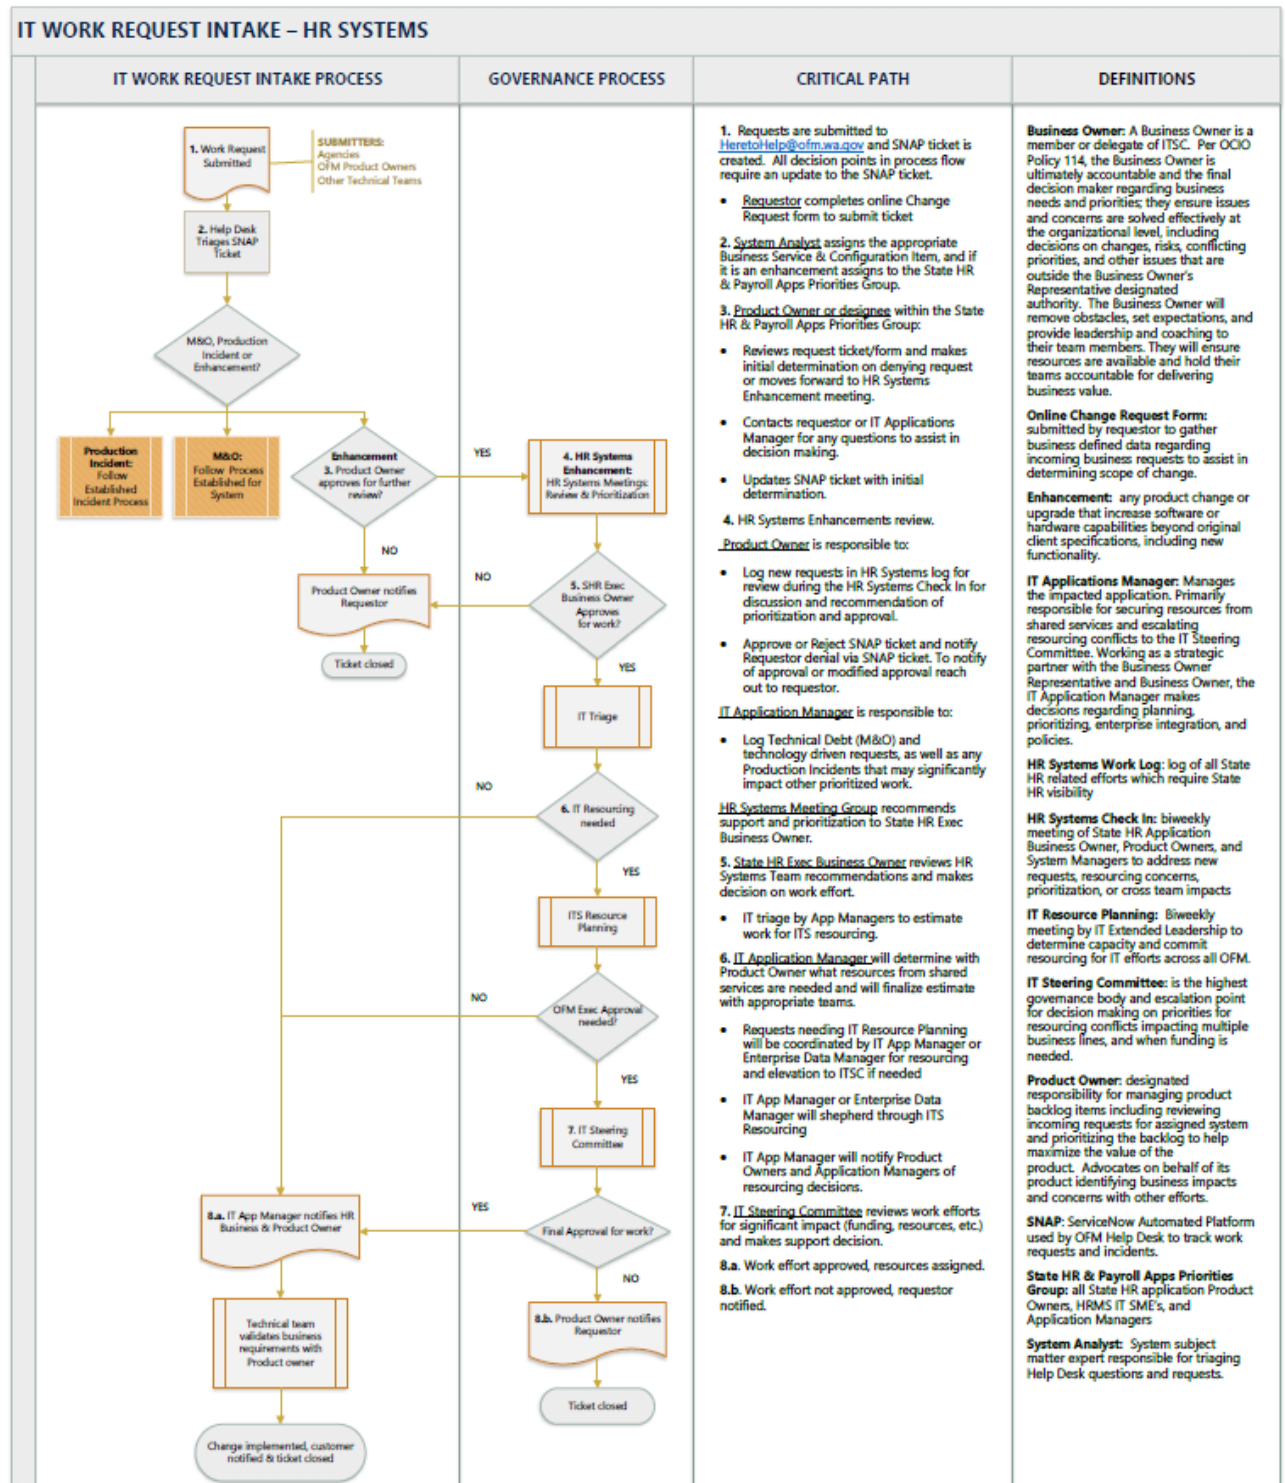 IT WORK REQUEST INTAKE – HR SYSTEMS
IT WORK REQUEST INTAKE PROCESS
GOVERNANCE PROCESS
CRITICAL PATH
DEFINITIONS
1. Work Request
Submitted
SUBMITTERS:
Agencies
OFM Product Owners
Other Technical Teams
2. Help Desk
Triages SNAP
Ticket
M&O, Production
Incident or
Enhancement?
Production
Incident:
Follow
Established
Incident Process
M&O:
Follow Process
Established for
System
Enhancement
3. Product Owner
approves for further
review?
YES
NO
Product Owner notifies
Requestor
Ticket closed
4. HR Systems
Enhancement:
HR Systems Meetings:
Review & Prioritization
5. SHR Exec
Business Owner
Approves
for work?
NO
YES
IT Triage
6. IT Resourcing
needed
NO
YES
ITS Resource
Planning
OFM Exec Approval
needed?
NO
YES
7. IT Steering
Committee
Final Approval for work?
YES
NO
8.a. IT App Manager notifies HR
Business & Product Owner
Technical team
validates business
requirements with
Product owner
Change implemented, customer
notified & ticket closed
8.b. Product Owner notifies
Requestor
Ticket closed
1. Requests are submitted to
HeretoHelp@ofm.wa.gov and SNAP ticket is
created. All decision points in process flow
require an update to the SNAP ticket.
• Requestor completes online Change
Request form to submit ticket
2. System Analyst assigns the appropriate
Business Service & Configuration Item, and if
it is an enhancement assigns to the State HR
& Payroll Apps Priorities Group.
3. Product Owner or designee within the State
HR & Payroll Apps Priorities Group:
• Reviews request ticket/form and makes
initial determination on denying request
or moves forward to HR Systems
Enhancement meeting.
• Contacts requestor or IT Applications
Manager for any questions to assist in
decision making.
• Updates SNAP ticket with initial
determination.
4. HR Systems Enhancements review.
Product Owner is responsible to:
• Log new requests in HR Systems log for
review during the HR Systems Check In for
discussion and recommendation of
prioritization and approval.
• Approve or Reject SNAP ticket and notify
Requestor denial via SNAP ticket. To notify
of approval or modified approval reach
out to requestor.
IT Application Manager is responsible to:
• Log Technical Debt (M&O) and
technology driven requests, as well as any
Production Incidents that may significantly
impact other prioritized work.
HR Systems Meeting Group recommends
support and prioritization to State HR Exec
Business Owner.
5. State HR Exec Business Owner reviews HR
Systems Team recommendations and makes
decision on work effort.
• IT triage by App Managers to estimate
work for ITS resourcing.
6. IT Application Manager will determine with
Product Owner what resources from shared
services are needed and will finalize estimate
with appropriate teams.
• Requests needing IT Resource Planning
will be coordinated by IT App Manager or
Enterprise Data Manager for resourcing
and elevation to ITSC if needed
• IT App Manager or Enterprise Data
Manager will shepherd through ITS
Resourcing
• IT App Manager will notify Product
Owners and Application Managers of
resourcing decisions.
7. IT Steering Committee reviews work efforts
for significant impact (funding, resources, etc.)
and makes support decision.
8.a. Work effort approved, resources assigned.
8.b. Work effort not approved, requestor
notified.
Business Owner: A Business Owner is a
member or delegate of ITSC. Per OCIO
Policy 114, the Business Owner is
ultimately accountable and the final
decision maker regarding business
needs and priorities; they ensure issues
and concerns are solved effectively at
the organizational level, including
decisions on changes, risks, conflicting
priorities, and other issues that are
outside the Business Owner's
Representative designated
authority. The Business Owner will
remove obstacles, set expectations, and
provide leadership and coaching to
their team members. They will ensure
resources are available and hold their
teams accountable for delivering
business value.
Online Change Request Form:
submitted by requestor to gather
business defined data regarding
incoming business requests to assist in
determining scope of change.
Enhancement: any product change or
upgrade that increase software or
hardware capabilities beyond original
client specifications, including new
functionality.
IT Applications Manager: Manages
the impacted application. Primarily
responsible for securing resources from
shared services and escalating
resourcing conflicts to the IT Steering
Committee. Working as a strategic
partner with the Business Owner
Representative and Business Owner, the
IT Application Manager makes
decisions regarding planning,
prioritizing, enterprise integration, and
policies.
HR Systems Work Log: log of all State
HR related efforts which require State
HR visibility
HR Systems Check In: biweekly
meeting of State HR Application
Business Owner, Product Owners, and
System Managers to address new
requests, resourcing concerns,
prioritization, or cross team impacts
IT Resource Planning: Biweekly
meeting by IT Extended Leadership to
determine capacity and commit
resourcing for IT efforts across all OFM.
IT Steering Committee: is the highest
governance body and escalation point
for decision making on priorities for
resourcing conflicts impacting multiple
business lines, and when funding is
needed.
Product Owner: designated
responsibility for managing product
backlog items including reviewing
incoming requests for assigned system
and prioritizing the backlog to help
maximize the value of the
product. Advocates on behalf of its
product identifying business impacts
and concerns with other efforts.
SNAP: ServiceNow Automated Platform
used by OFM Help Desk to track work
requests and incidents.
State HR & Payroll Apps Priorities
Group: all State HR application Product
Owners, HRMS IT SME's, and
Application Managers
System Analyst: System subject
matter expert responsible for triaging
Help Desk questions and requests.